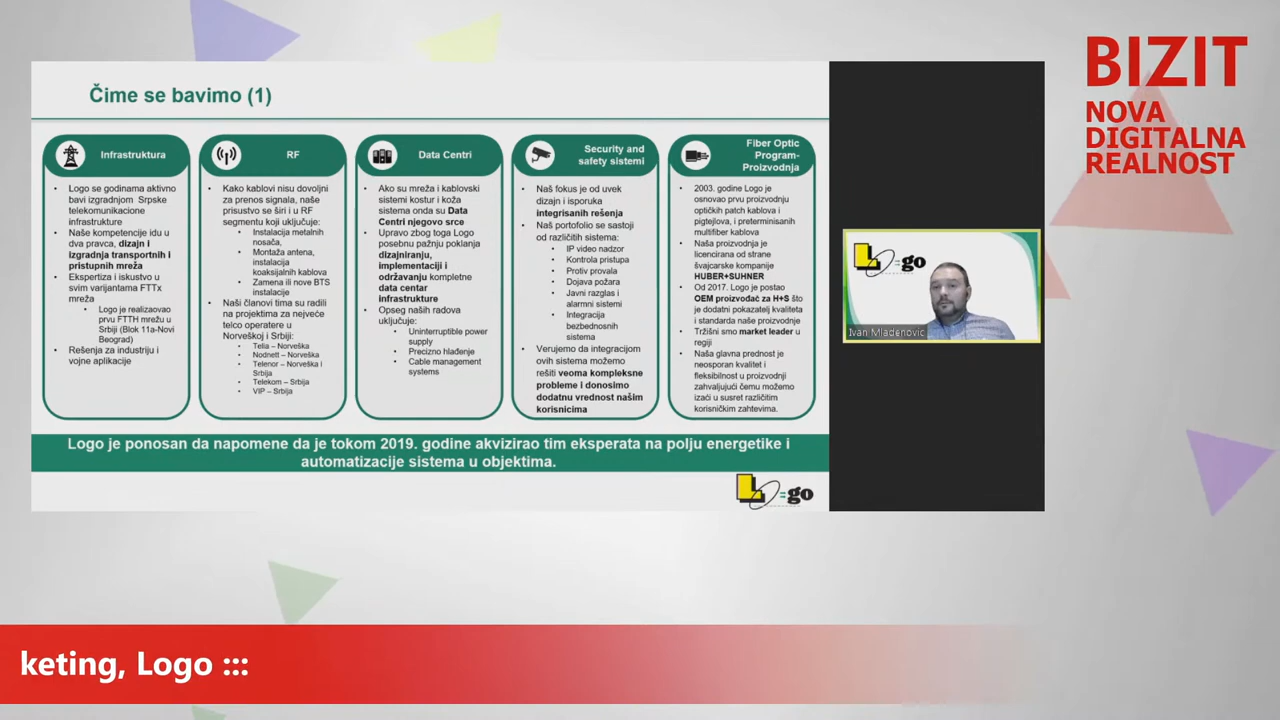 BIZIT
NOVA
DIGITALNA
REALNOST
Čime se bavimo (1)
Infrastruktura
Logo se godinama aktivno
bavi izgradnjom Srpske
telekomunikacione
infrastrukture
Naše kompetencije idu u
dva pravca, dizajn i
izgradnja transportnih i
pristupnih mreža
Ekspertiza i iskustvo u
svim varijantama FTTx
mreža
Logo je realizaovao
prvu FTTH mrežu u
Srbiji (Blok 11a-Novi
Beograd)
Rešenja za industriju i
vojne aplikacije
RF
Kako kablovi nisu dovoljni
za prenos signala, naše
prisustvo se širi i u RF
segmentu koji uključuje:
Instalacija metalnih
nosača,
Montaža antena,
instalacija
koaksijalnih kablova
Zamena ili nove BTS
instalacije
Naši članovi tima su radili
na projektima za najveće
telco operatere u
Norveškoj i Srbiji:
Telia – Norveška
Nodnett – Norveška
Telenor – Norveška i
Srbija
Telekom – Srbija
VIP – Srbija
Data Centri
Ako su mreža i kablovski
sistemi kostur i koža
sistema onda su Data
Centri njegovo srce
Upravo zbog toga Logo
posebnu pažnju poklanja
dizajniranju,
implementaciji i
održavanju kompletne
data centar
infrastrukture
Opseg naših radova
uključuje:
Uninterruptible power
supply
Precizno hlađenje
Cable management
systems
Security and
safety sistemi
Naš fokus je od uvek
dizajn i isporuka
integrisanih rešenja
Naš portofolio se sastoji
od različitih sistema:
IP video nadzor
Kontrola pristupa
Protiv provala
Dojava požara
Javni razglas i
alarmni sistemi
Integracija
bezbednosnih
sistema
Verujemo da integracijom
ovih sistema možemo
rešiti veoma kompleksne
probleme i donosimo
dodatnu vrednost našim
korisnicima
Fiber Optic
Program-
Proizvodnja
2003. godine Logo je
osnovao prvu proizvodnju
optičkih patch kablova i
pigtejlova, i preterminisanih
multifiber kablova
Naša proizvodnja je
licencirana od strane
švajcarske kompanije
HUBER+SUHNER
Od 2017. Logo je postao
OEM proizvođač za H+S što
je dodatni pokazatelj kvaliteta
i standarda naše proizvodnje
Tržišni smo market leader u
regiji
Naša glavna prednost je
neosporan kvalitet i
fleksibilnost u proizvodnji
zahvaljujući čemu možemo
izaći u susret različitim
korisničkim zahtevima.
Logo je ponosan da napomene da je tokom 2019. godine akvizirao tim eksperata na polju energetike i
automatizacije sistema u objektima.
Lo=go
Lo=go
Ivan Mladenovic
keting, Logo :::